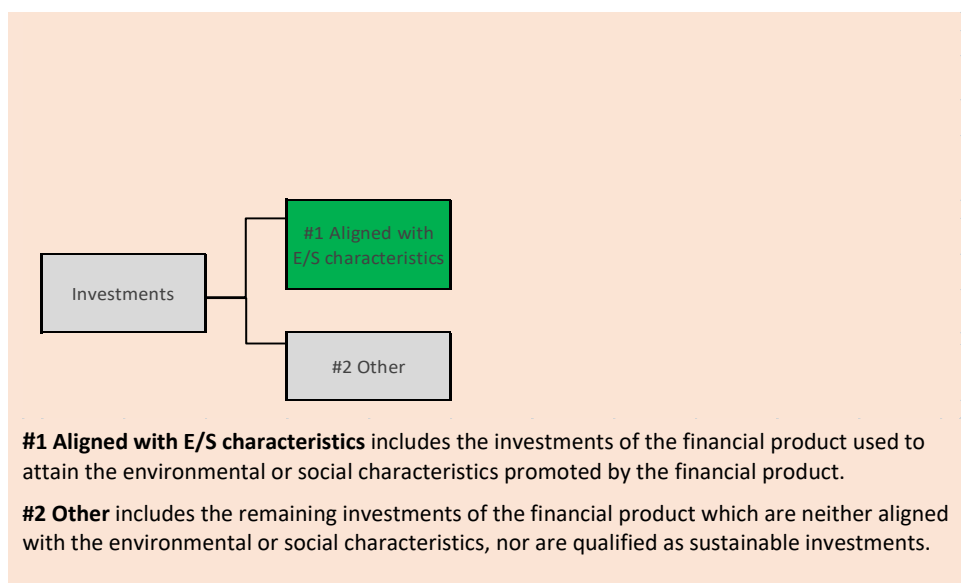 #1 Aligned with
E/S characteristics
Investments
#2 Other
#1 Aligned with E/S characteristics includes the investments of the financial product used to
attain the environmental or social characteristics promoted by the financial product.
#2 Other includes the remaining investments of the financial product which are neither aligned
with the environmental or social characteristics, nor are qualified as sustainable investments.